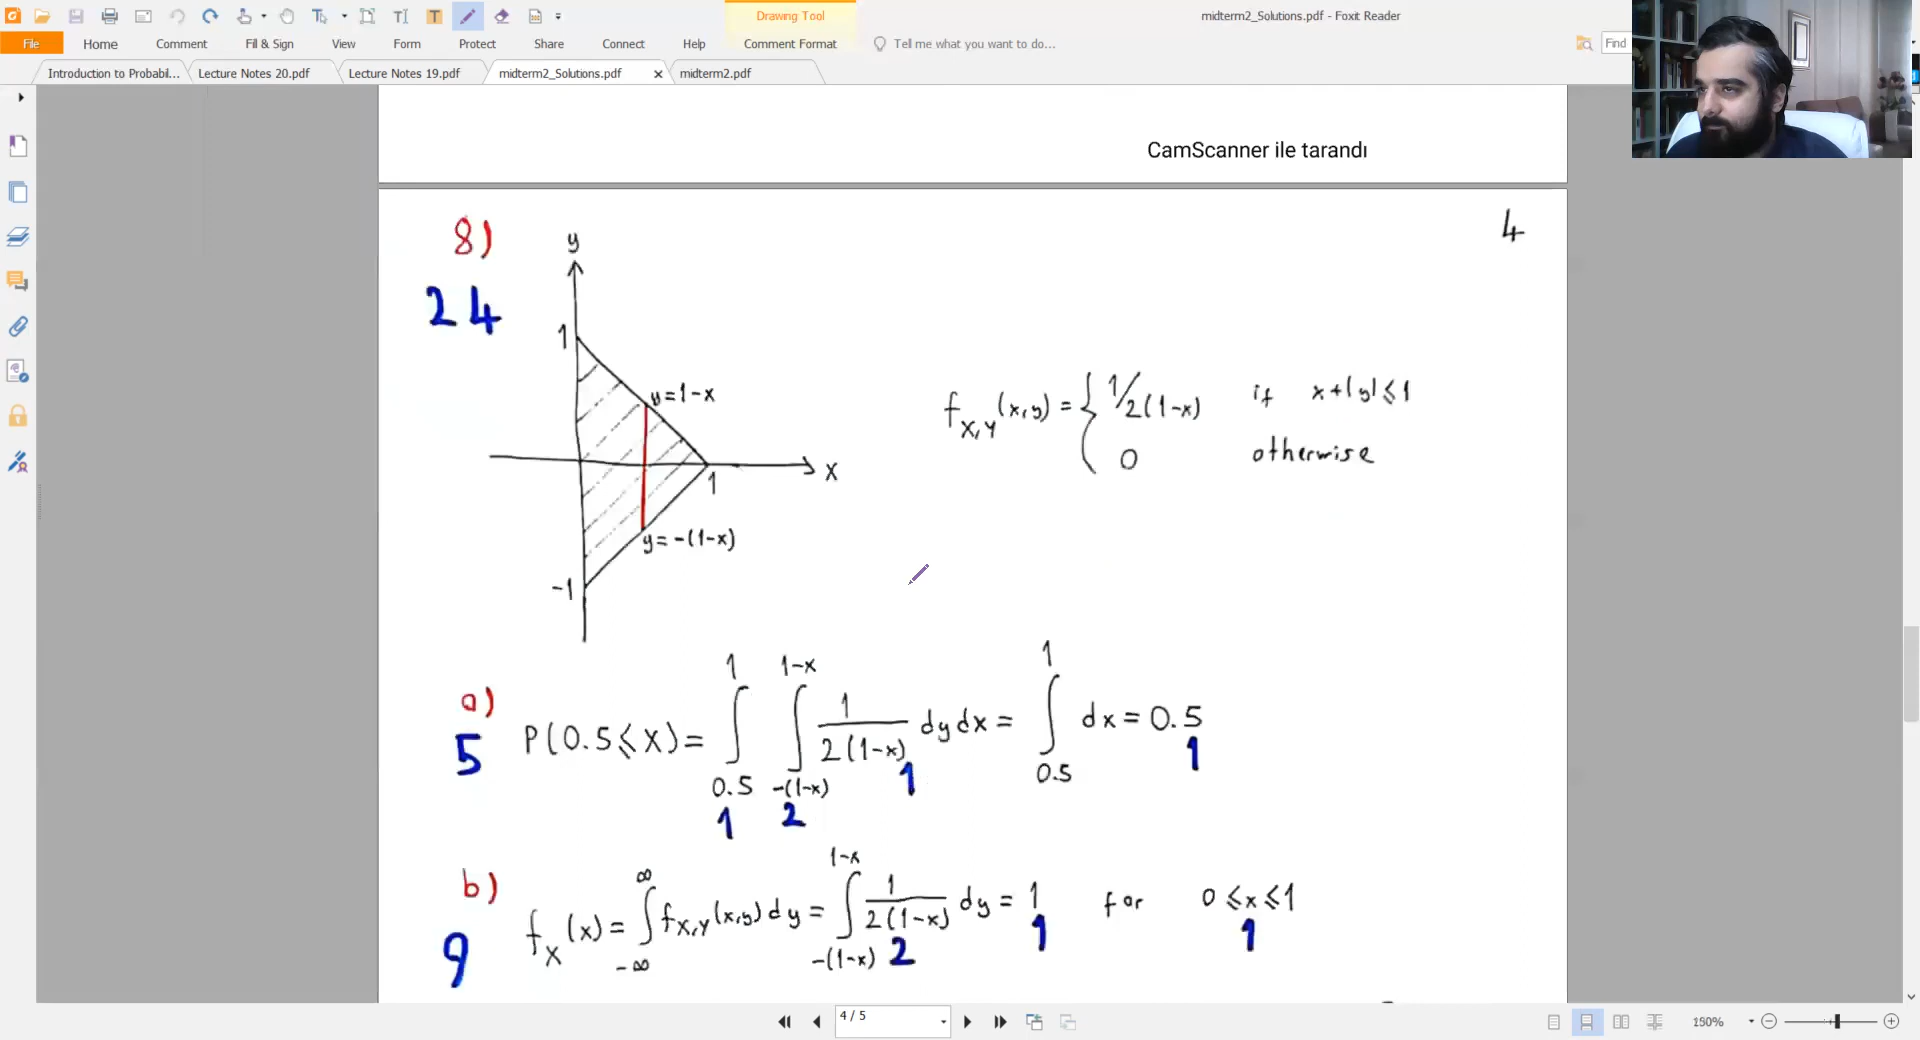 midterm2_Solutions.pdf - Foxit Reader
Drawing Tool
File Home Comment Fill & Sign View Form Protect Share Connect Help Comment Format Tell me what you want to do... Find
Introduction to Probabil... Lecture Notes 20.pdf Lecture Notes 19.pdf midterm2_Solutions.pdf × midterm2.pdf
CamScanner ile tarandı
4
8)
24
y
1
y=1-x
x
1
y=-(1-x)
-1
f_{X,Y}(x,y) = { 1/2(1-x) if x+|y|≤1
0 otherwise
a)
5
P(0.5≤X) = ∫_{0.5}^{1} ∫_{-(1-x)}^{1-x} 1/(2(1-x)) dy dx = ∫_{0.5}^{1} dx = 0.5
1 2 1 1
b)
9
f_X(x) = ∫_{-∞}^{∞} f_{X,Y}(x,y) dy = ∫_{-(1-x)}^{1-x} 1/(2(1-x)) dy = 1 for 0≤x≤1
2 1 1
4 / 5
190%